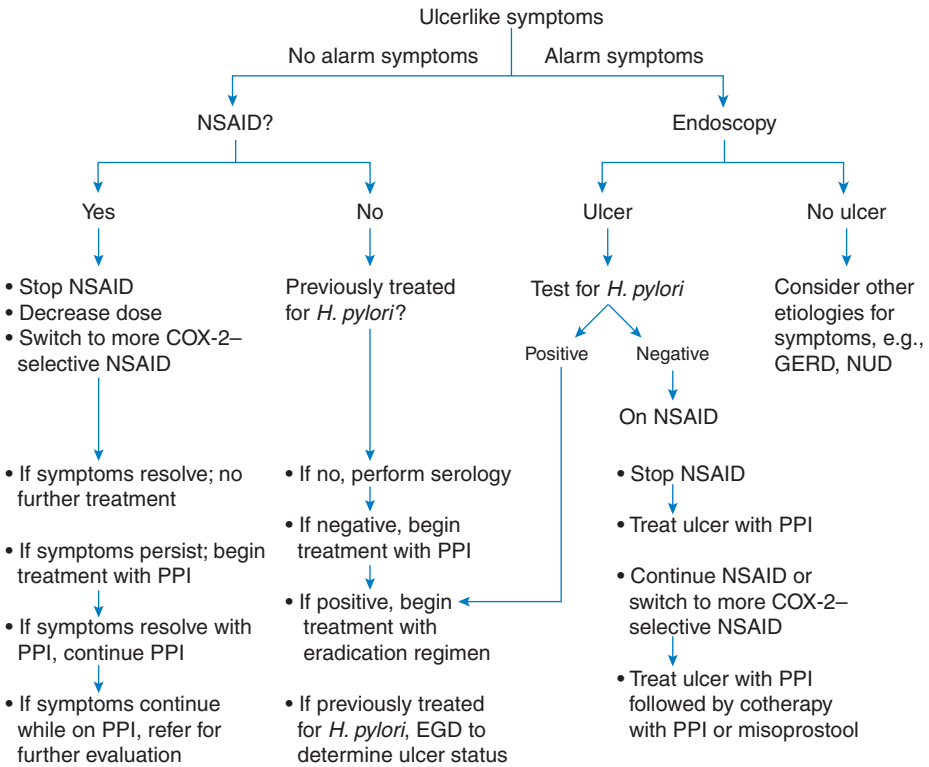 Ulcerlike symptoms
No alarm symptoms
Alarm symptoms
NSAID?
Endoscopy
Yes
No
Ulcer
No ulcer
• Stop NSAID
• Decrease dose
• Switch to more COX-2–
selective NSAID
Previously treated
for H. pylori?
Test for H. pylori
Consider other
etiologies for
symptoms, e.g.,
GERD, NUD
Positive
Negative
On NSAID
• If symptoms resolve; no
further treatment
• If symptoms persist; begin
treatment with PPI
• If symptoms resolve with
PPI, continue PPI
• If symptoms continue
while on PPI, refer for
further evaluation
• If no, perform serology
• If negative, begin
treatment with PPI
• If positive, begin
treatment with
eradication regimen
• If previously treated
for H. pylori, EGD to
determine ulcer status
• Stop NSAID
• Treat ulcer with PPI
• Continue NSAID or
switch to more COX-2–
selective NSAID
• Treat ulcer with PPI
followed by cotherapy
with PPI or misoprostool